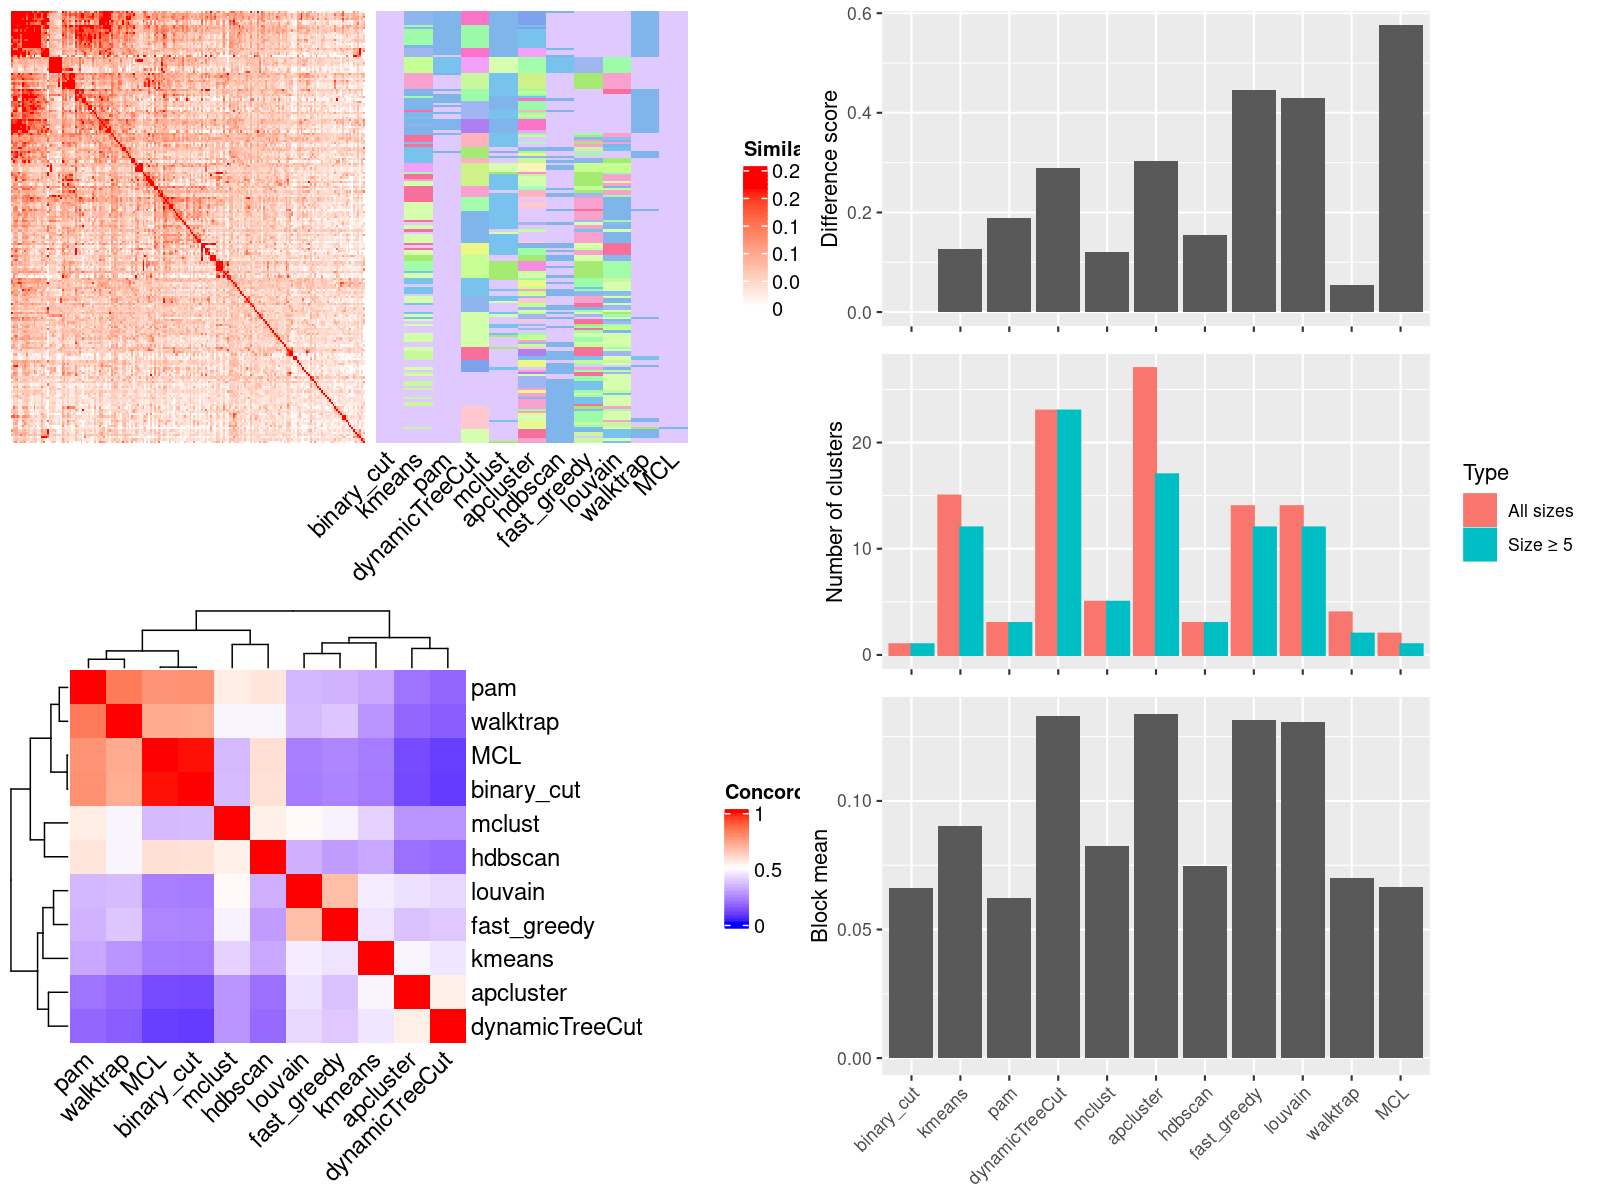 Simila
0.2
0.2
0.1
0.1
0.0
0
binary_cut
kmeans
pam
dynamicTreeCut
mclust
apcluster
hdbscan
fast_greedy
louvain
walktrap
MCL
pam
walktrap
MCL
binary_cut
mclust
hdbscan
louvain
fast_greedy
kmeans
apcluster
dynamicTreeCut
pam
walktrap
MCL
binary_cut
mclust
hdbscan
louvain
fast_greedy
kmeans
apcluster
dynamicTreeCut
Concord
1
0.5
0
Difference score
0.6
0.4
0.2
0.0
Number of clusters
20
10
0
Type
All sizes
Size ≥ 5
Block mean
0.10
0.05
0.00
binary_cut
kmeans
pam
dynamicTreeCut
mclust
apcluster
hdbscan
fast_greedy
louvain
walktrap
MCL